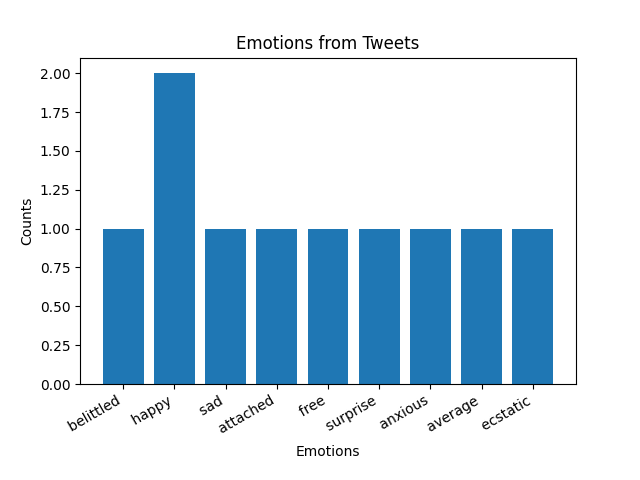 Emotions from Tweets
2.00
1.75
1.50
1.25
1.00
0.75
0.50
0.25
0.00
Counts
belittled
happy
sad
attached
free
surprise
anxious
average
ecstatic
Emotions